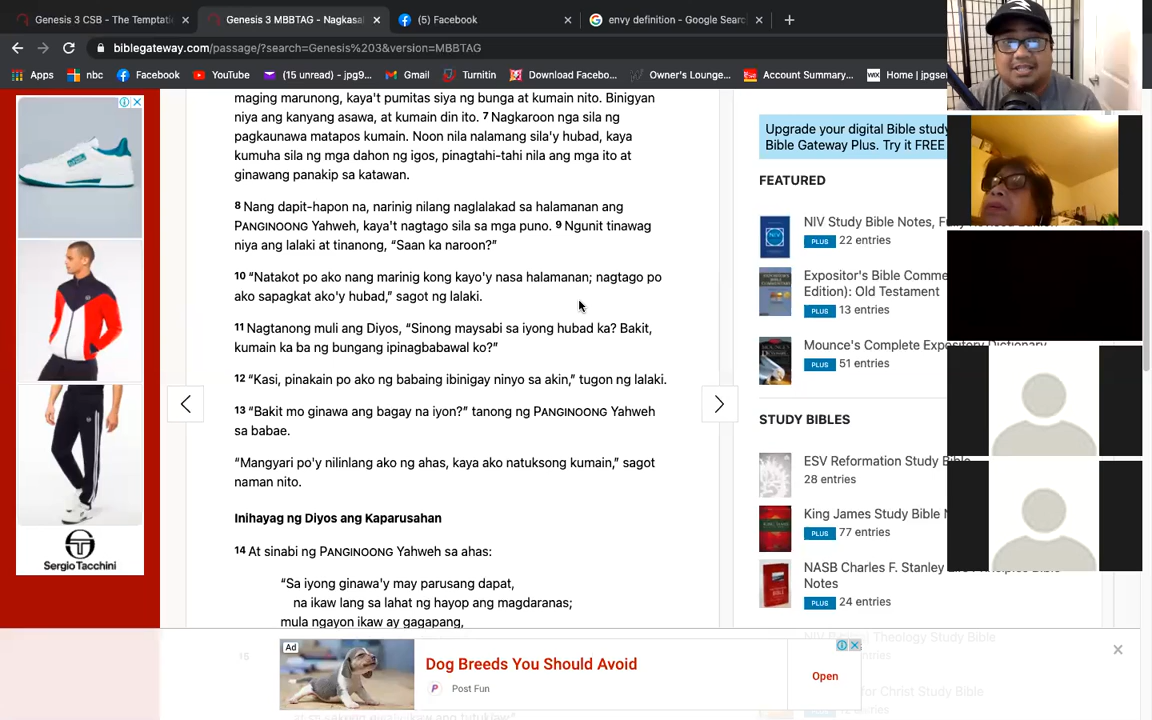 Genesis 3 CSB - The Temptati
Genesis 3 MBBTAG - Nagkasal
(5) Facebook
envy definition - Google Searc
biblegateway.com/passage/?search=Genesis%203&version=MBBTAG
Apps
nbc
Facebook
YouTube
(15 unread) - jpg9...
Gmail
Turnitin
Download Facebo...
Owner's Lounge...
Account Summary...
Home | jpgser
maging marunong, kaya't pumitas siya ng bunga at kumain nito. Binigyan
niya ang kanyang asawa, at kumain din ito. 7 Nagkaroon nga sila ng
pagkaunawa matapos kumain. Noon nila nalamang sila'y hubad, kaya
kumuha sila ng mga dahon ng igos, pinagtahi-tahi nila ang mga ito at
ginawang panakip sa katawan.
8 Nang dapit-hapon na, narinig nilang naglalakad sa halamanan ang
PANGINOONG Yahweh, kaya't nagtago sila sa mga puno. 9 Ngunit tinawag
niya ang lalaki at tinanong, “Saan ka naroon?”
10 “Natakot po ako nang marinig kong kayo'y nasa halamanan; nagtago po
ako sapagkat ako'y hubad,” sagot ng lalaki.
11 Nagtanong muli ang Diyos, “Sinong maysabi sa iyong hubad ka? Bakit,
kumain ka ba ng bungang ipinagbabawal ko?”
12 “Kasi, pinakain po ako ng babaing ibinigay ninyo sa akin,” tugon ng lalaki.
13 “Bakit mo ginawa ang bagay na iyon?” tanong ng PANGINOONG Yahweh
sa babae.
“Mangyari po'y nilinlang ako ng ahas, kaya ako natuksong kumain,” sagot
naman nito.
Inihayag ng Diyos ang Kaparusahan
14 At sinabi ng PANGINOONG Yahweh sa ahas:
“Sa iyong ginawa'y may parusang dapat,
na ikaw lang sa lahat ng hayop ang magdaranas;
mula ngayon ikaw ay gagapang,
15
Sergio Tacchini
Upgrade your digital Bible study
Bible Gateway Plus. Try it FREE
FEATURED
NIV Study Bible Notes, Fu
PLUS 22 entries
Expositor's Bible Comme
Edition): Old Testament
PLUS 13 entries
Mounce's Complete Expository Dictionary
PLUS 51 entries
STUDY BIBLES
ESV Reformation Study Bible
28 entries
King James Study Bible N
PLUS 77 entries
NASB Charles F. Stanley Life Principles Bible
Notes
PLUS 24 entries
Theology Study Bible
for Christ Study Bible
Ad
Dog Breeds You Should Avoid
Post Fun
Open